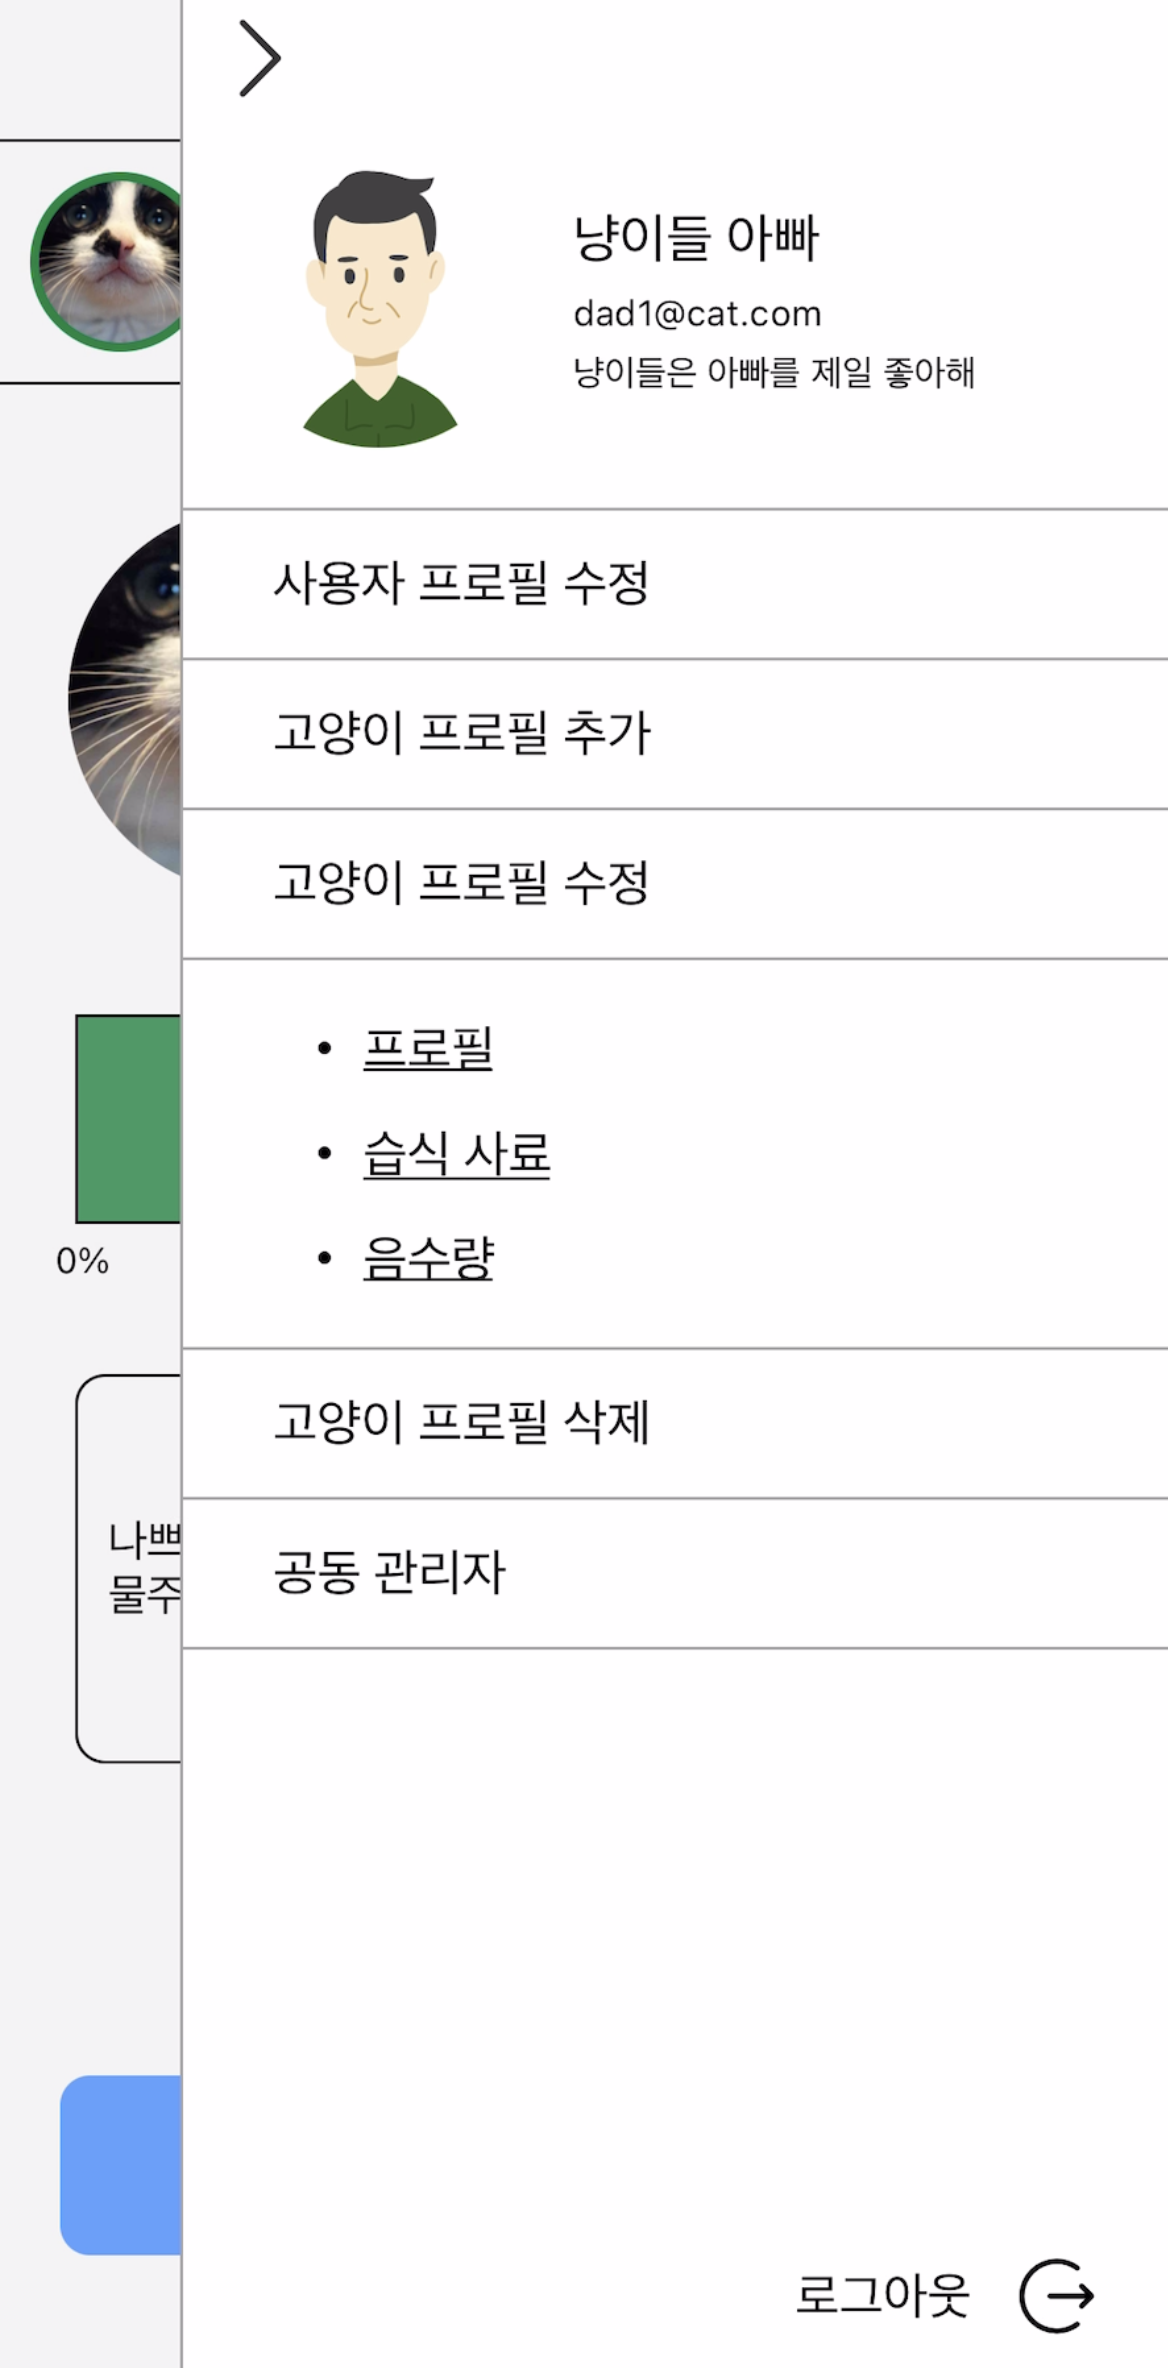 냥이들 아빠
dad1@cat.com
냥이들은 아빠를 제일 좋아해
사용자 프로필 수정
고양이 프로필 추가
고양이 프로필 수정
• 프로필
• 습식 사료
• 음수량
0%
고양이 프로필 삭제
공동 관리자
물주
로그아웃